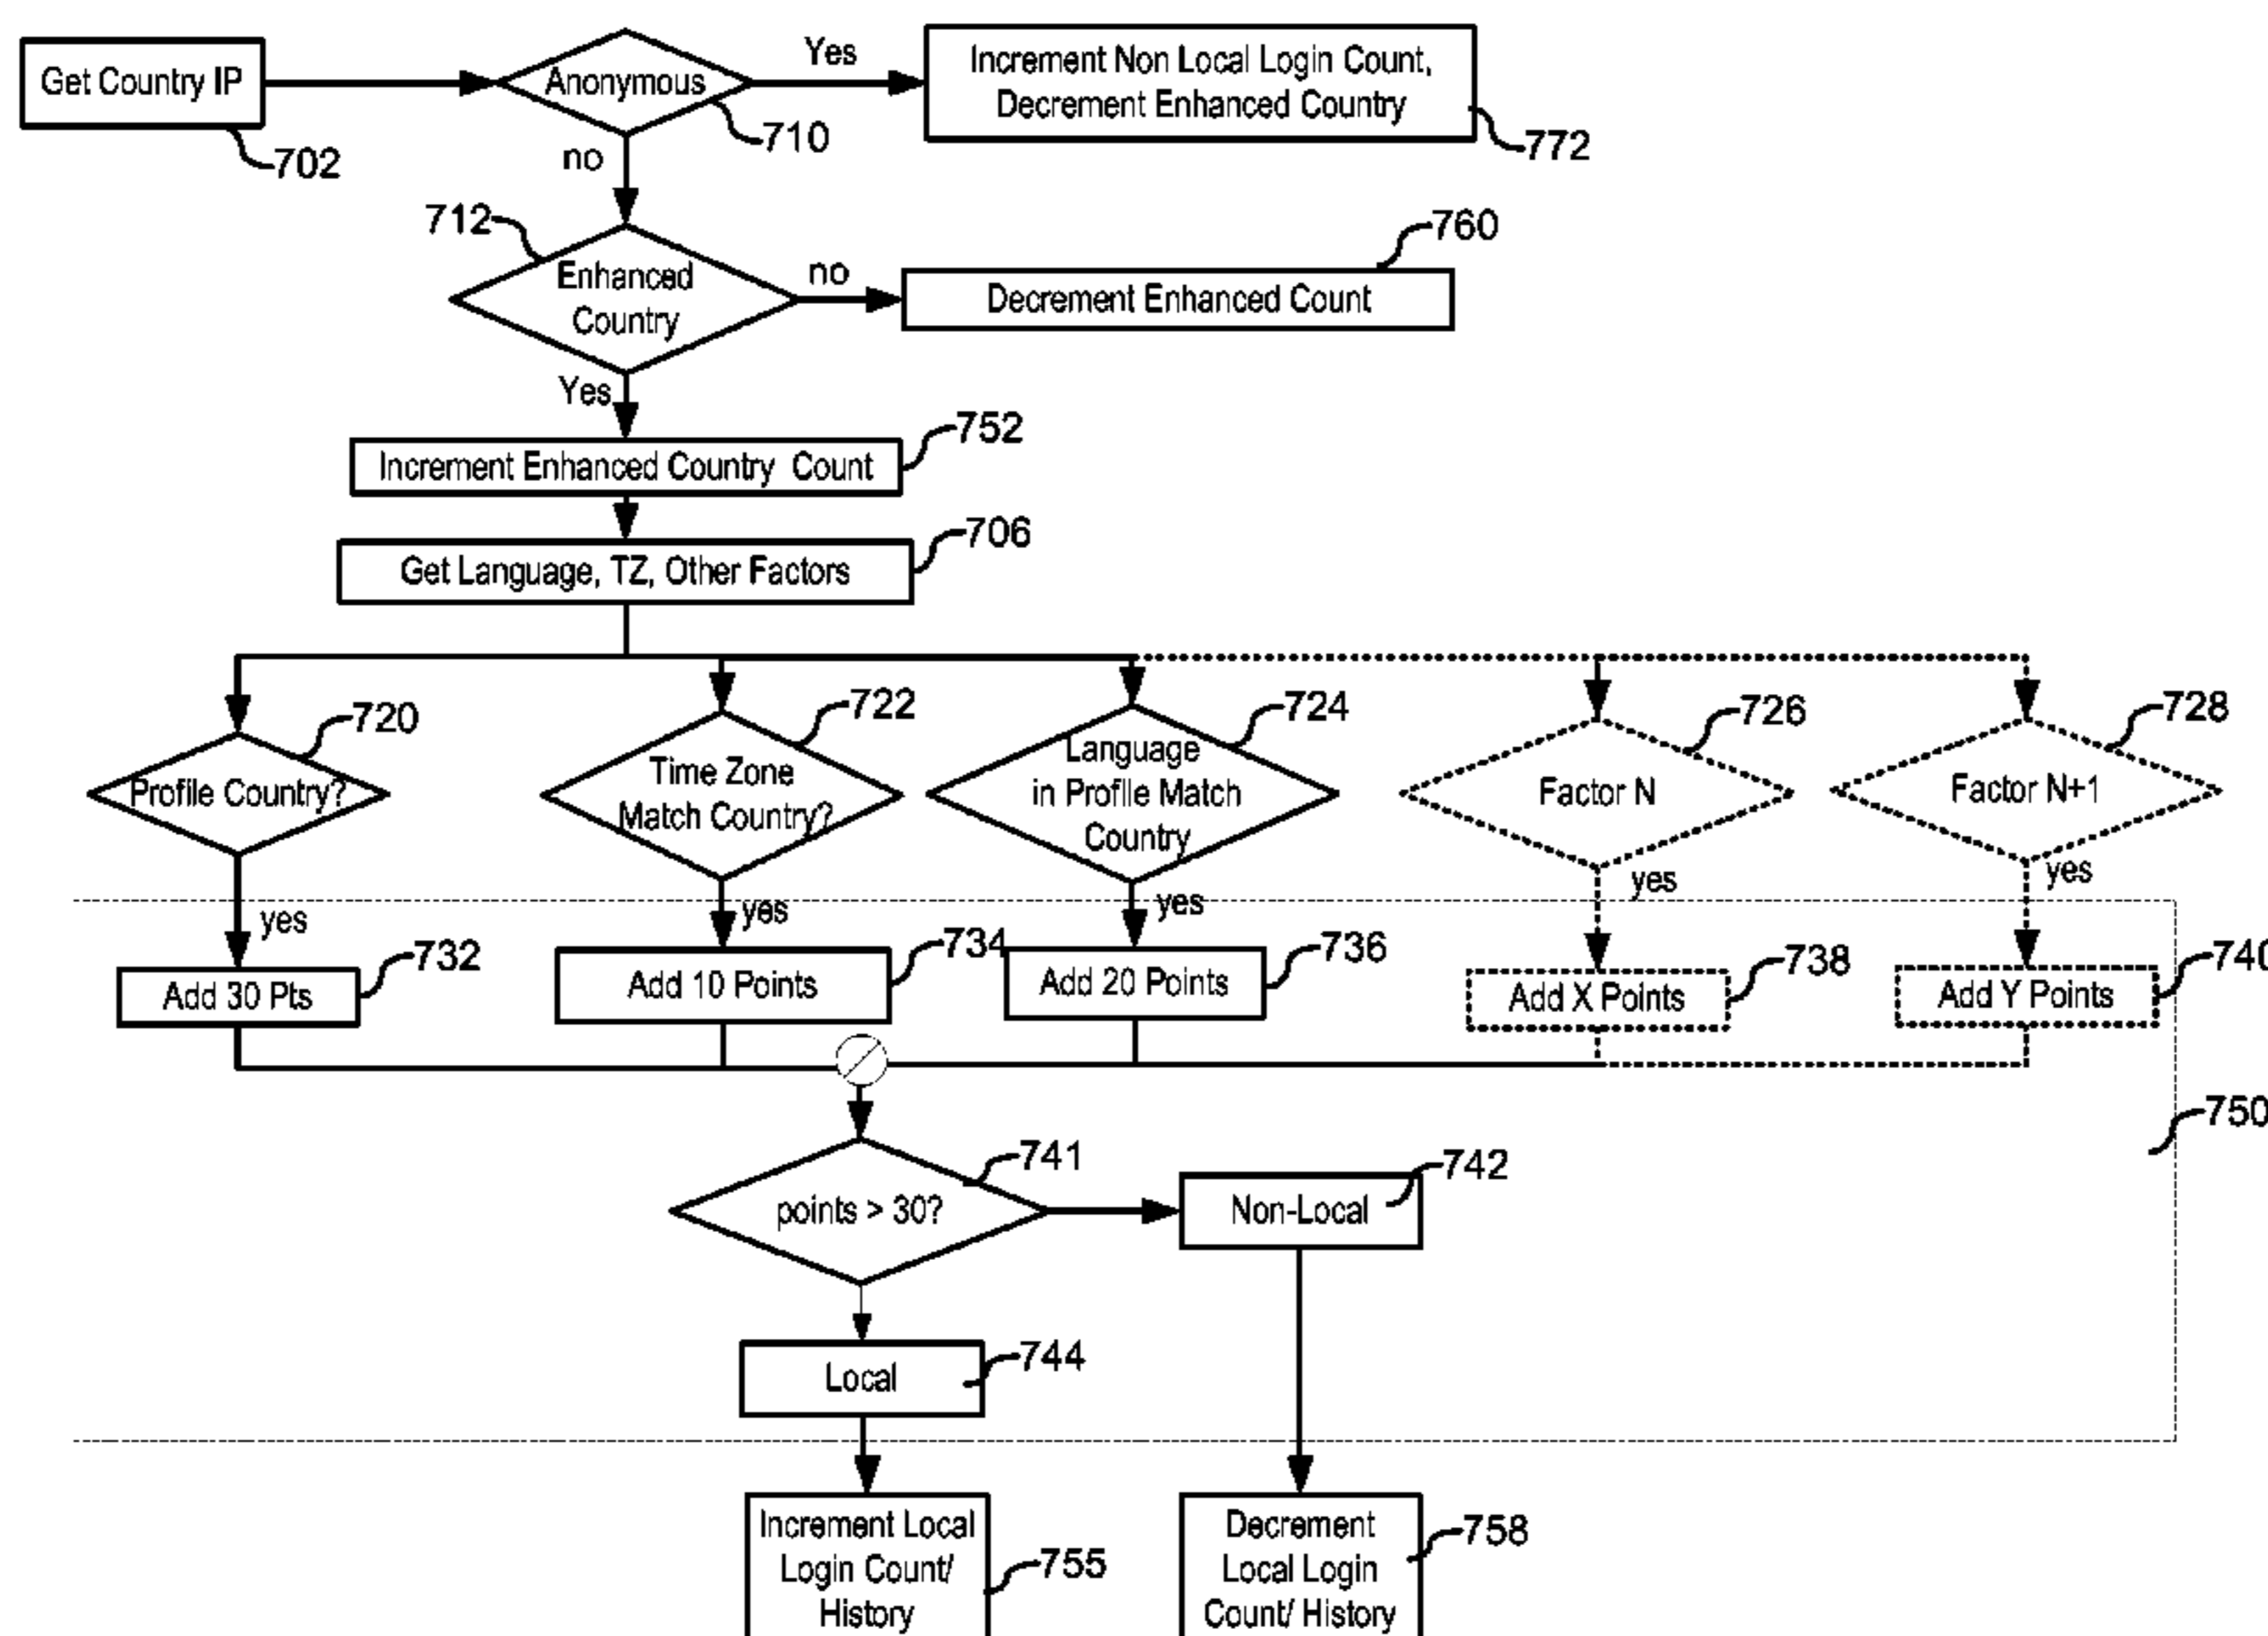 Get Country IP
702
Anonymous
710
Yes
Increment Non Local Login Count,
Decrement Enhanced Country
772
no
712
Enhanced
Country
no
760
Decrement Enhanced Count
Yes
752
Increment Enhanced Country Count
706
Get Language, TZ, Other Factors
720
Profile Country?
722
Time Zone
Match Country?
724
Language
in Profile Match
Country
726
Factor N
728
Factor N+1
yes
yes
yes
yes
yes
732
Add 30 Pts
734
Add 10 Points
736
Add 20 Points
738
Add X Points
740
Add Y Points
750
741
points > 30?
742
Non-Local
744
Local
Increment Local
Login Count/
History
755
Decrement
Local Login
Count/ History
758